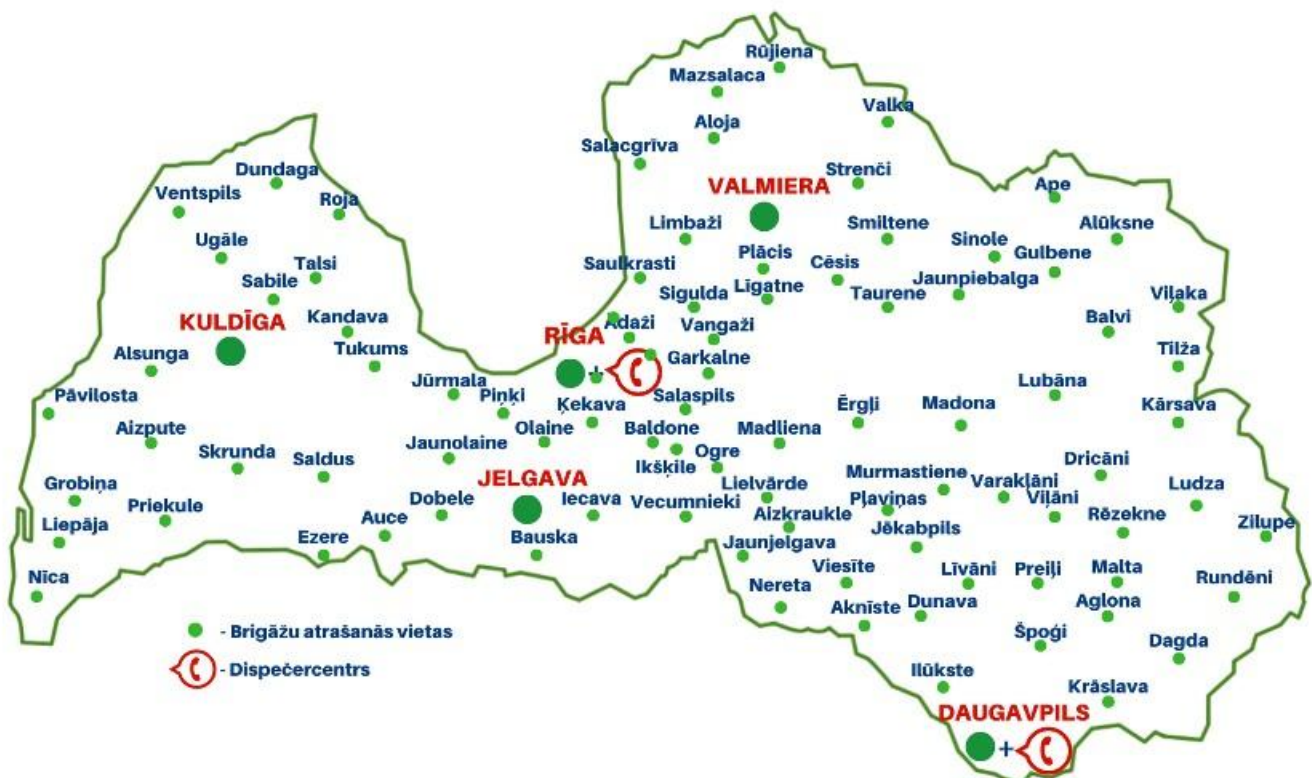 Rūjiena
Mazsalaca
Valka
Aloja
Salacgrīva
Strenči
Dundaga
VALMIERA
Ape
Ventspils
Roja
Limbaži
Smiltene
Alūksne
Sinole
Ugāle
Plācis
Gulbene
Talsi
Saulkrasti
Cēsis
Sabile
Līgatne
Jaunpiebalga
Sigulda
Taurene
Viļaka
KULDĪGA
Kandava
RĪGA
Adaži
Vangaži
Balvi
Tukums
Alsunga
+
Garkalne
Tilža
Jūrmala
Lubāna
Pāvilosta
Piņķi
Ķekava
Salaspils
Ērgļi
Madona
Kārsava
Aizpute
Olaine
Baldone
Madliena
Skrunda
Saldus
Jaunolaine
Ogre
Ikšķile
Dricāni
JELGAVA
Lielvārde
Murmastiene
Varakļāni
Grobiņa
Priekule
Dobele
Iecava
Vecumnieki
Pļaviņas
Viļāni
Ludza
Liepāja
Auce
Aizkraukle
Jēkabpils
Rēzekne
Zilupe
Ezere
Bauska
Jaunjelgava
Nīca
Viesīte
Līvāni
Preiļi
Malta
Rundēni
Nereta
Aknīste
Dunava
Aglona
- Brigāžu atrašanās vietas
Špoģi
Dagda
- Dispečercentrs
Ilūkste
Krāslava
DAUGAVPILS
+